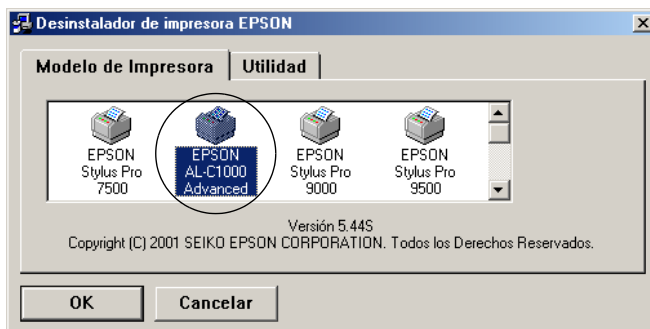 Desinstalador de impresora EPSON
Modelo de Impresora
Utilidad
EPSON
Stylus Pro
7500
EPSON
AL-C1000
Advanced
EPSON
Stylus Pro
9000
EPSON
Stylus Pro
9500
Versión 5.44S
Copyright (C) 2001 SEIKO EPSON CORPORATION. Todos los Derechos Reservados.
OK
Cancelar